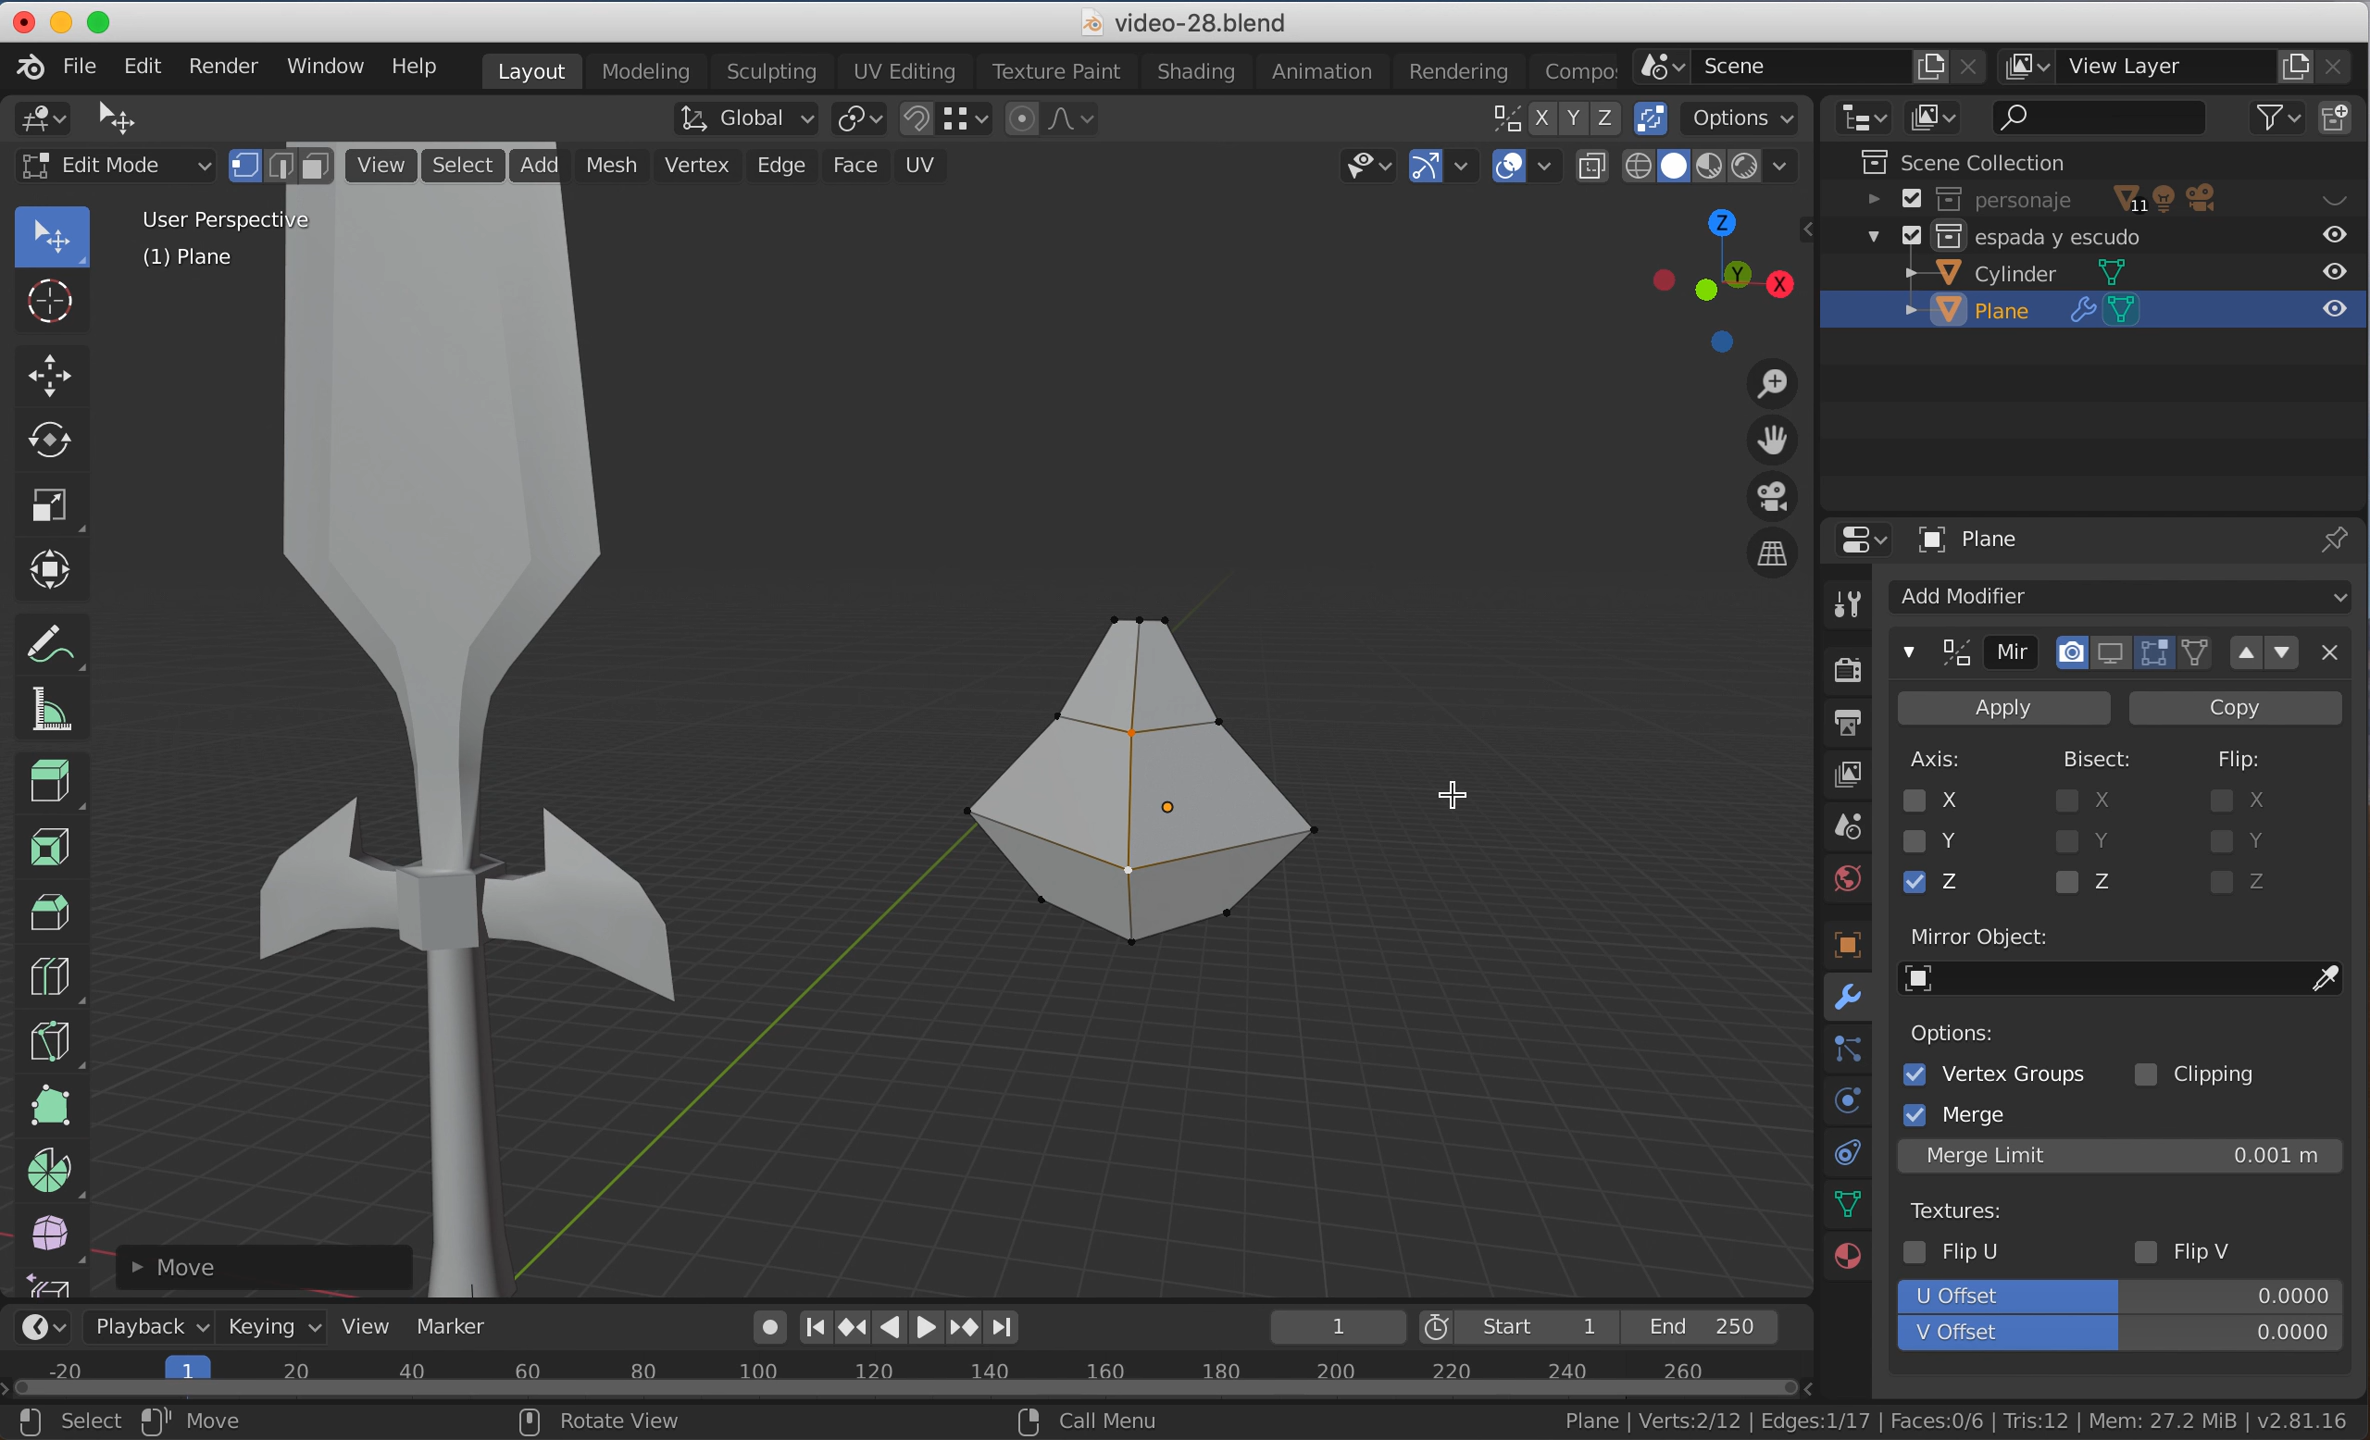 video-28.blend
File Edit Render Window Help Layout Modeling Sculpting UV Editing Texture Paint Shading Animation Rendering Compos Scene View Layer
Global X Y Z Options
Edit Mode View Select Add Mesh Vertex Edge Face UV
User Perspective
(1) Plane
Z
Y
X
Scene Collection
personaje 11
espada y escudo
Cylinder
Plane
Plane
Add Modifier
Mir
Apply Copy
Axis: Bisect: Flip:
X X X
Y Y Y
Z Z Z
Mirror Object:
Options:
Vertex Groups Clipping
Merge
Merge Limit 0.001 m
Textures:
Flip U Flip V
U Offset 0.0000
V Offset 0.0000
Move
Playback Keying View Marker 1 Start 1 End 250
-20 1 20 40 60 80 100 120 140 160 180 200 220 240 260
Select Move Rotate View Call Menu Plane | Verts:2/12 | Edges:1/17 | Faces:0/6 | Tris:12 | Mem: 27.2 MiB | v2.81.16